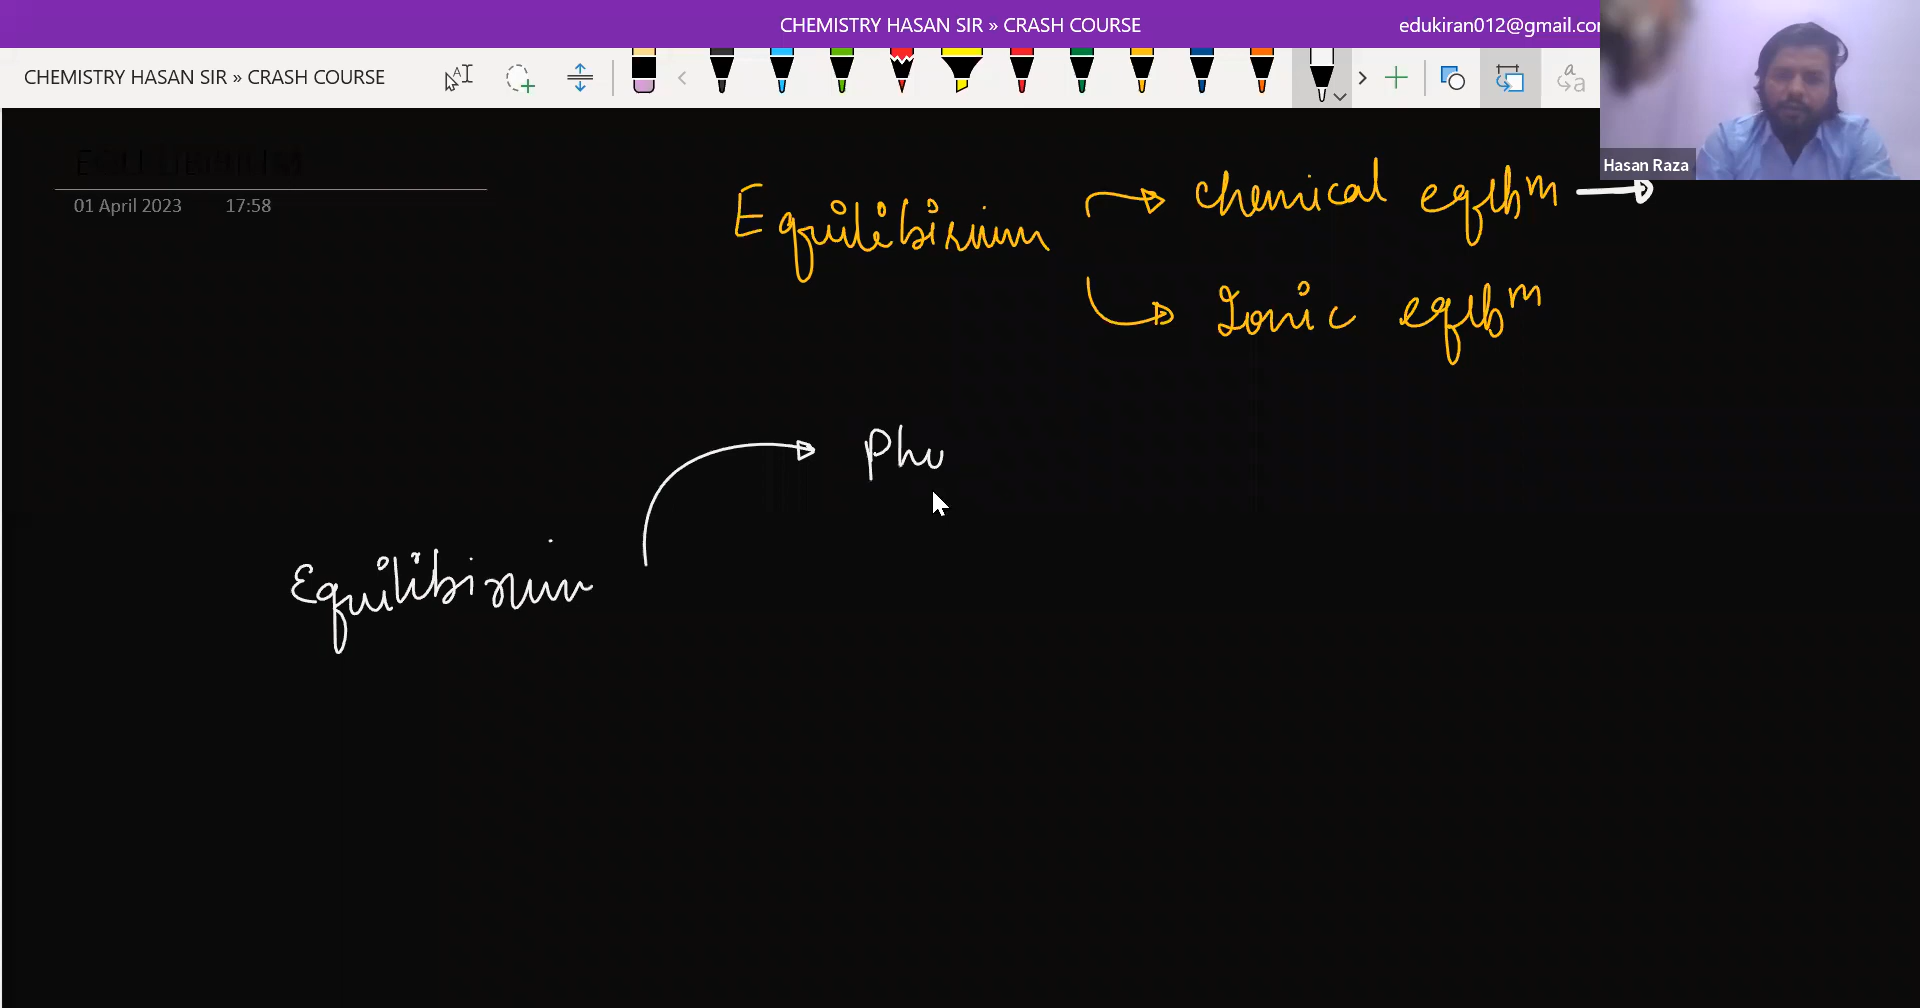 CHEMISTRY HASAN SIR » CRASH COURSE
edukiran012@gmail.co
CHEMISTRY HASAN SIR » CRASH COURSE
Hasan Raza
EQUILIBRIUM
01 April 2023 17:58
Equilibrium → chemical eqlbᵐ →
→ Ionic eqlbᵐ
→ Phu
Equilibrium